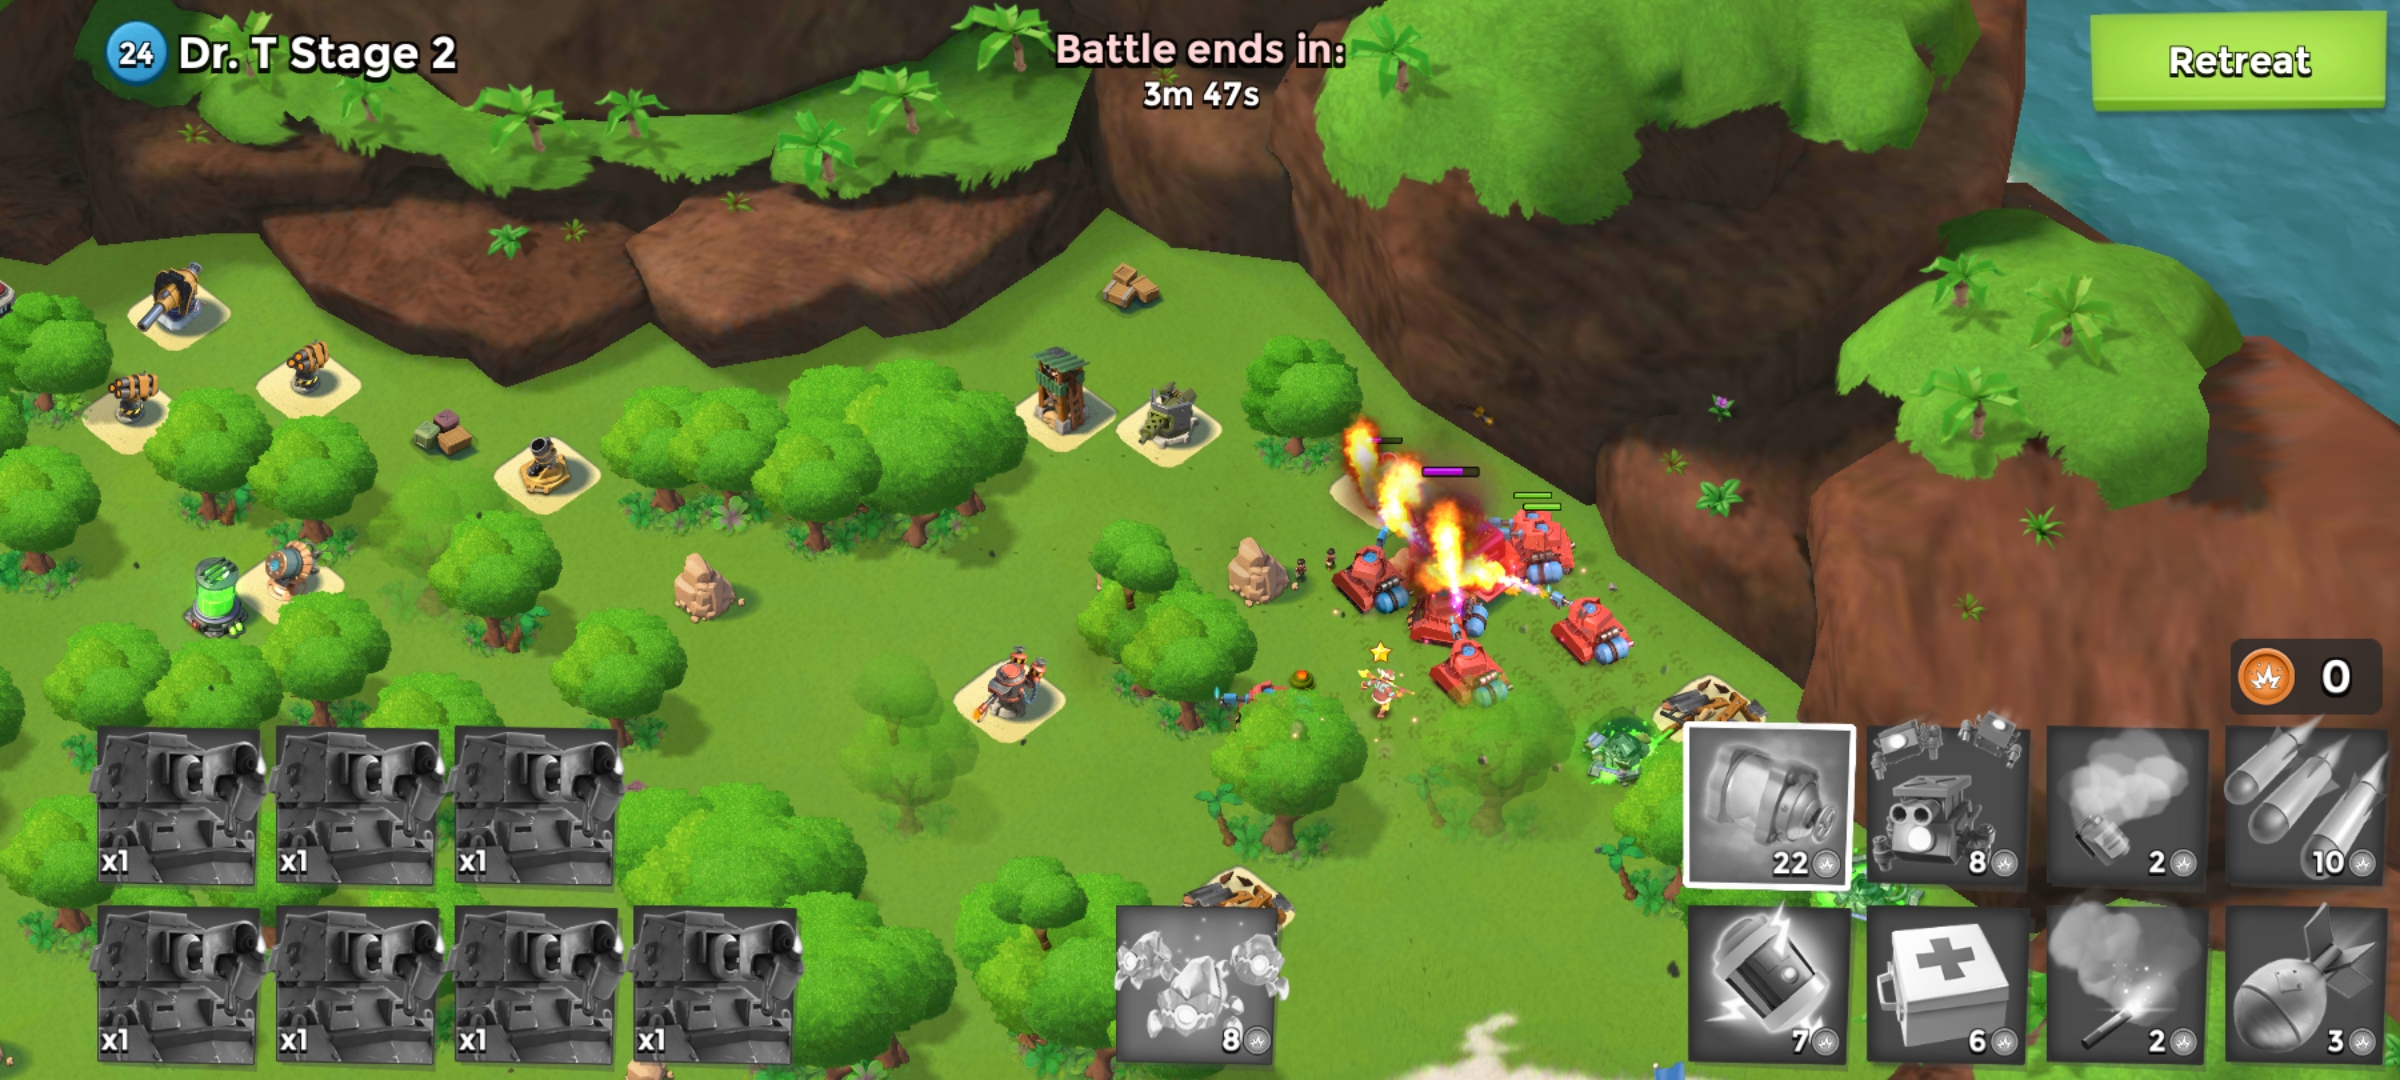 24 Dr. T Stage 2
Battle ends in:
3m 47s
Retreat
0
x1 x1 x1
22 8 2 10
x1 x1 x1 x1
8
7 6 2 3